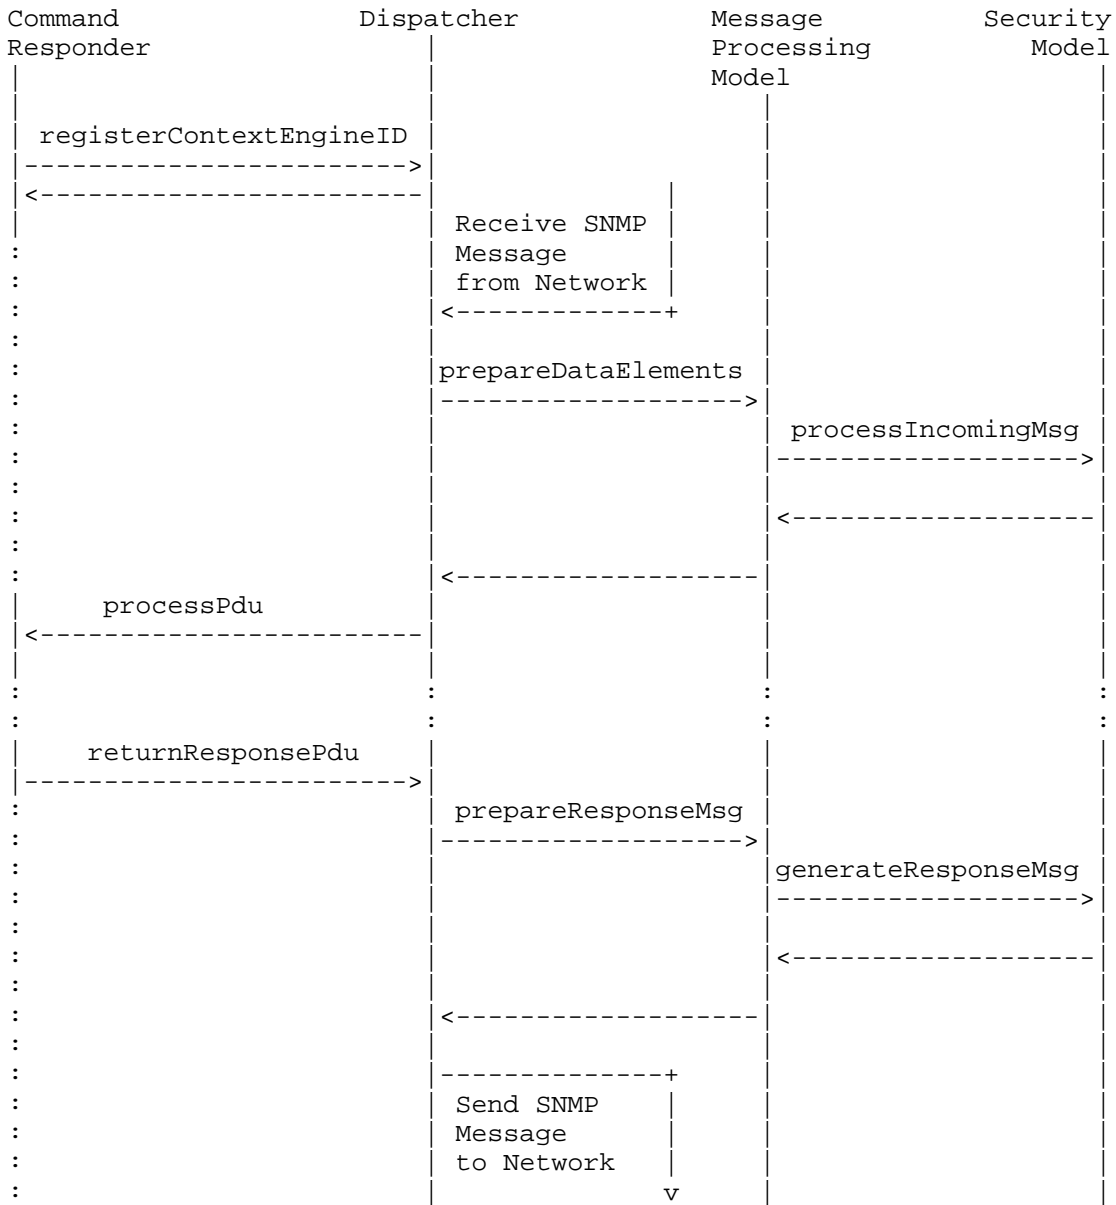 Command Dispatcher Message Security
Responder Processing Model
Model
registerContextEngineID
Receive SNMP
Message
from Network
prepareDataElements
processIncomingMsg
processPdu
returnResponsePdu
prepareResponseMsg
generateResponseMsg
Send SNMP
Message
to Network